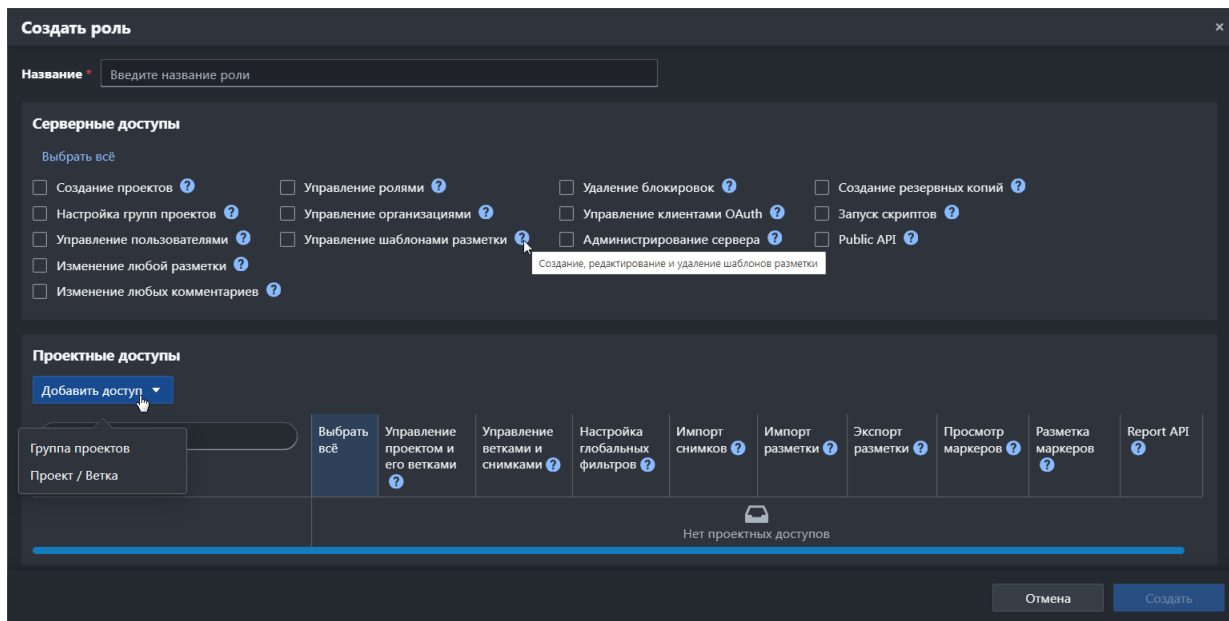 Создать роль ×
Название * Введите название роли
Серверные доступы
Выбрать всё
Создание проектов ? Управление ролями ? Удаление блокировок ? Создание резервных копий ?
Настройка групп проектов ? Управление организациями ? Управление клиентами OAuth ? Запуск скриптов ?
Управление пользователями ? Управление шаблонами разметки ? Администрирование сервера ? Public API ?
Изменение любой разметки ?
Создание, редактирование и удаление шаблонов разметки
Изменение любых комментариев ?
Проектные доступы
Добавить доступ
Группа проектов
Проект / Ветка
Выбрать всё
Управление проектом и его ветками ?
Управление ветками и снимками ?
Настройка глобальных фильтров ?
Импорт снимков ?
Импорт разметки ?
Экспорт разметки ?
Просмотр маркеров ?
Разметка маркеров ?
Report API ?
Нет проектных доступов
Отмена Создать